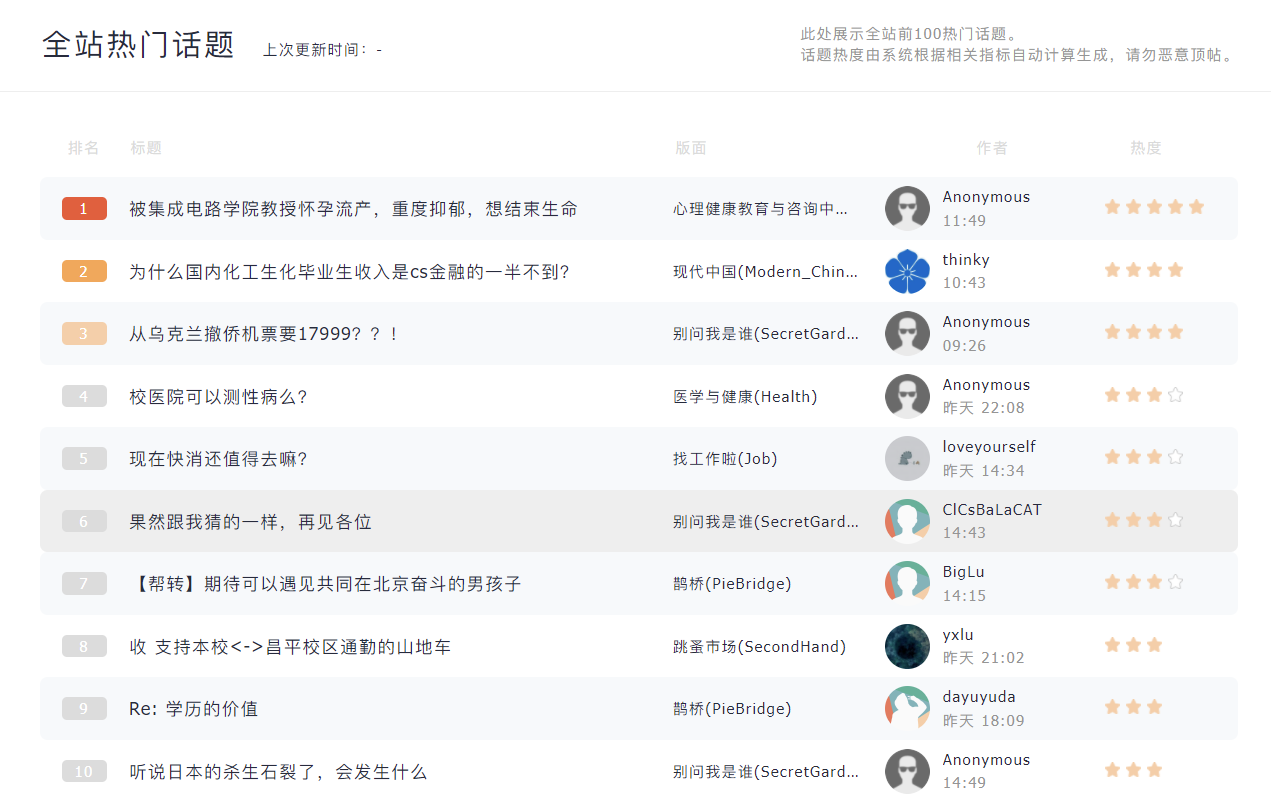 全站热门话题 上次更新时间：-
此处展示全站前100热门话题。
话题热度由系统根据相关指标自动计算生成，请勿恶意顶帖。
排名 标题 版面 作者 热度
1 被集成电路学院教授怀孕流产，重度抑郁，想结束生命 心理健康教育与咨询中... Anonymous
11:49
2 为什么国内化工生化毕业生收入是cs金融的一半不到？ 现代中国(Modern_Chin... thinky
10:43
3 从乌克兰撤侨机票要17999？？！ 别问我是谁(SecretGard... Anonymous
09:26
4 校医院可以测性病么？ 医学与健康(Health) Anonymous
昨天 22:08
5 现在快消还值得去嘛？ 找工作啦(Job) loveyourself
昨天 14:34
6 果然跟我猜的一样，再见各位 别问我是谁(SecretGard... ClCsBaLaCAT
14:43
7 【帮转】期待可以遇见共同在北京奋斗的男孩子 鹊桥(PieBridge) BigLu
14:15
8 收 支持本校<->昌平校区通勤的山地车 跳蚤市场(SecondHand) yxlu
昨天 21:02
9 Re: 学历的价值 鹊桥(PieBridge) dayuyuda
昨天 18:09
10 听说日本的杀生石裂了，会发生什么 别问我是谁(SecretGard... Anonymous
14:49